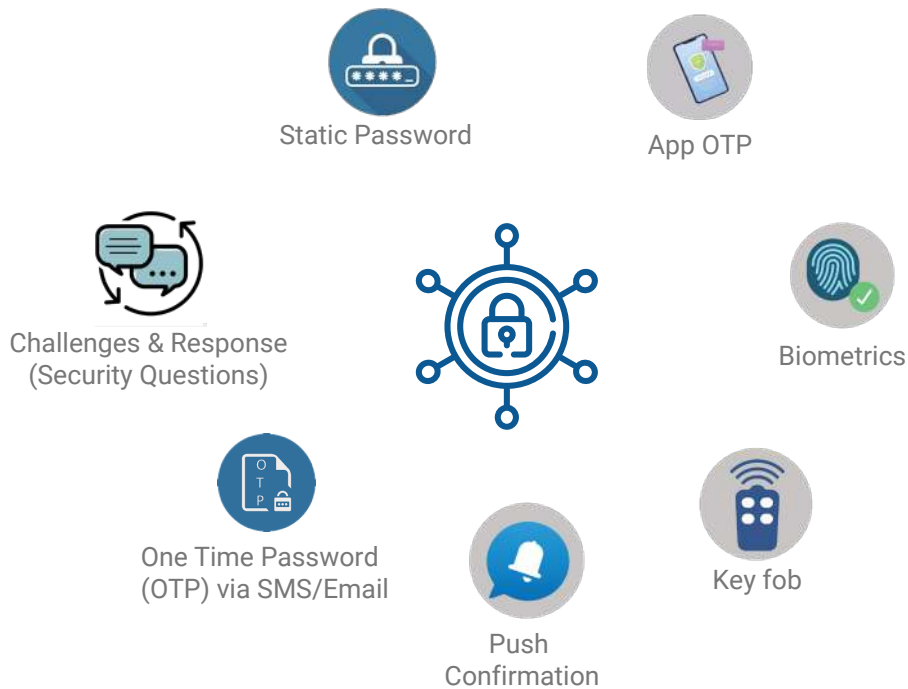 ****_
Static Password
App OTP
Challenges & Response
(Security Questions)
Biometrics
O
T
P
One Time Password
(OTP) via SMS/Email
Key fob
Push
Confirmation